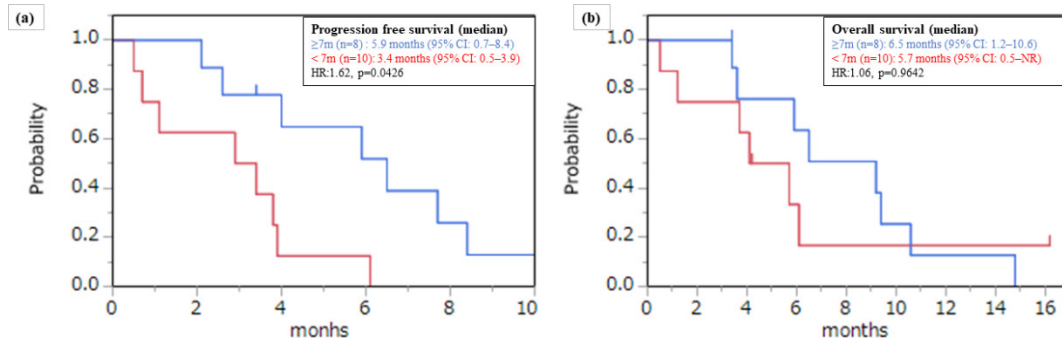 (a)
Progression free survival (median)
≥7m (n=8) : 5.9 months (95% CI: 0.7–8.4)
< 7m (n=10): 3.4 months (95% CI: 0.5–3.9)
HR:1.62, p=0.0426
1.0
0.8
0.6
0.4
0.2
0.0
Probability
0 2 4 6 8 10
monhs
(b)
Overall survival (median)
≥7m (n=8): 6.5 months (95% CI: 1.2–10.6)
< 7m (n=10): 5.7 months (95% CI: 0.5–NR)
HR:1.06, p=0.9642
1.0
0.8
0.6
0.4
0.2
0.0
Probability
0 2 4 6 8 10 12 14 16
months